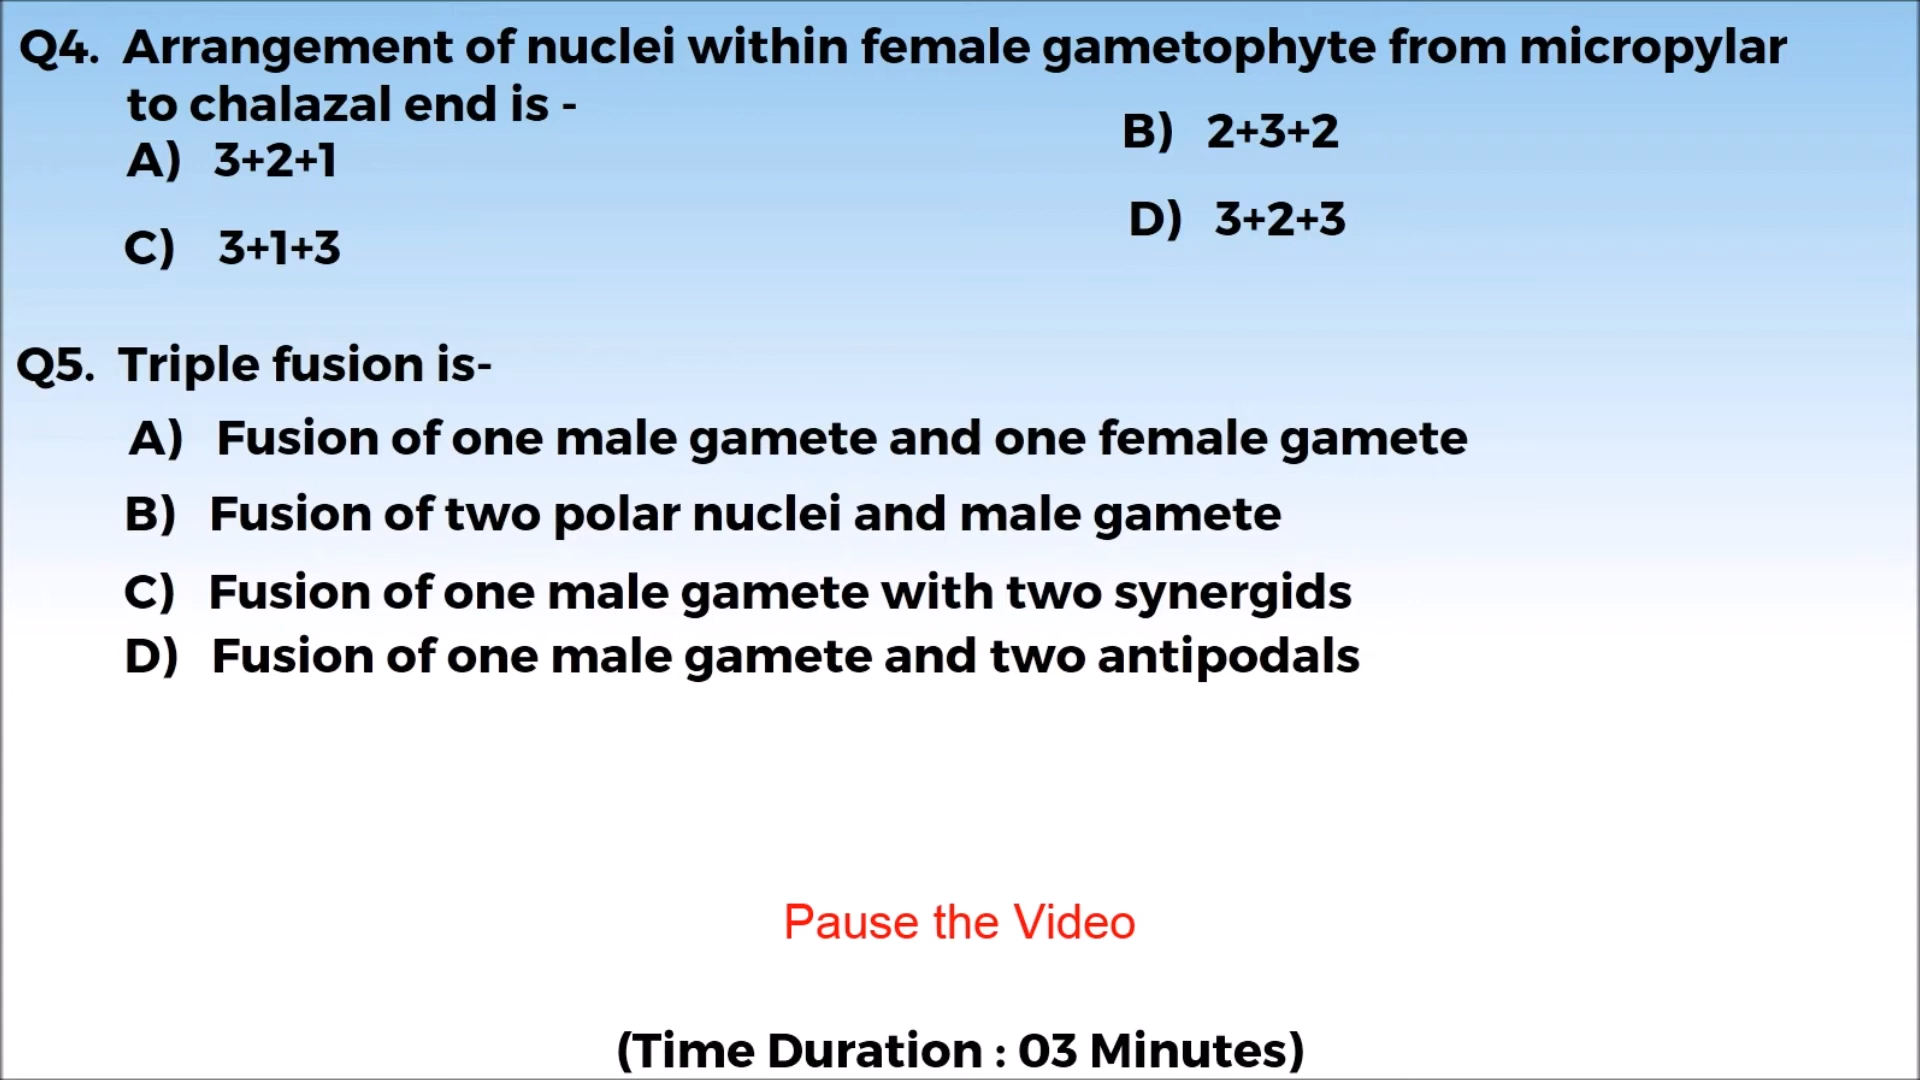 Q4. Arrangement of nuclei within female gametophyte from micropylar
to chalazal end is -
A) 3+2+1
B) 2+3+2
C) 3+1+3
D) 3+2+3
Q5. Triple fusion is-
A) Fusion of one male gamete and one female gamete
B) Fusion of two polar nuclei and male gamete
C) Fusion of one male gamete with two synergids
D) Fusion of one male gamete and two antipodals
Pause the Video
(Time Duration : 03 Minutes)